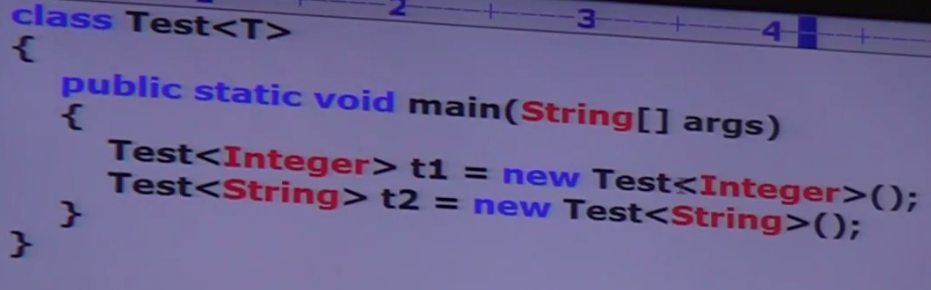 2 3 4
class Test<T>
{
public static void main(String[] args)
{
Test<Integer> t1 = new Test<Integer>();
Test<String> t2 = new Test<String>();
}
}